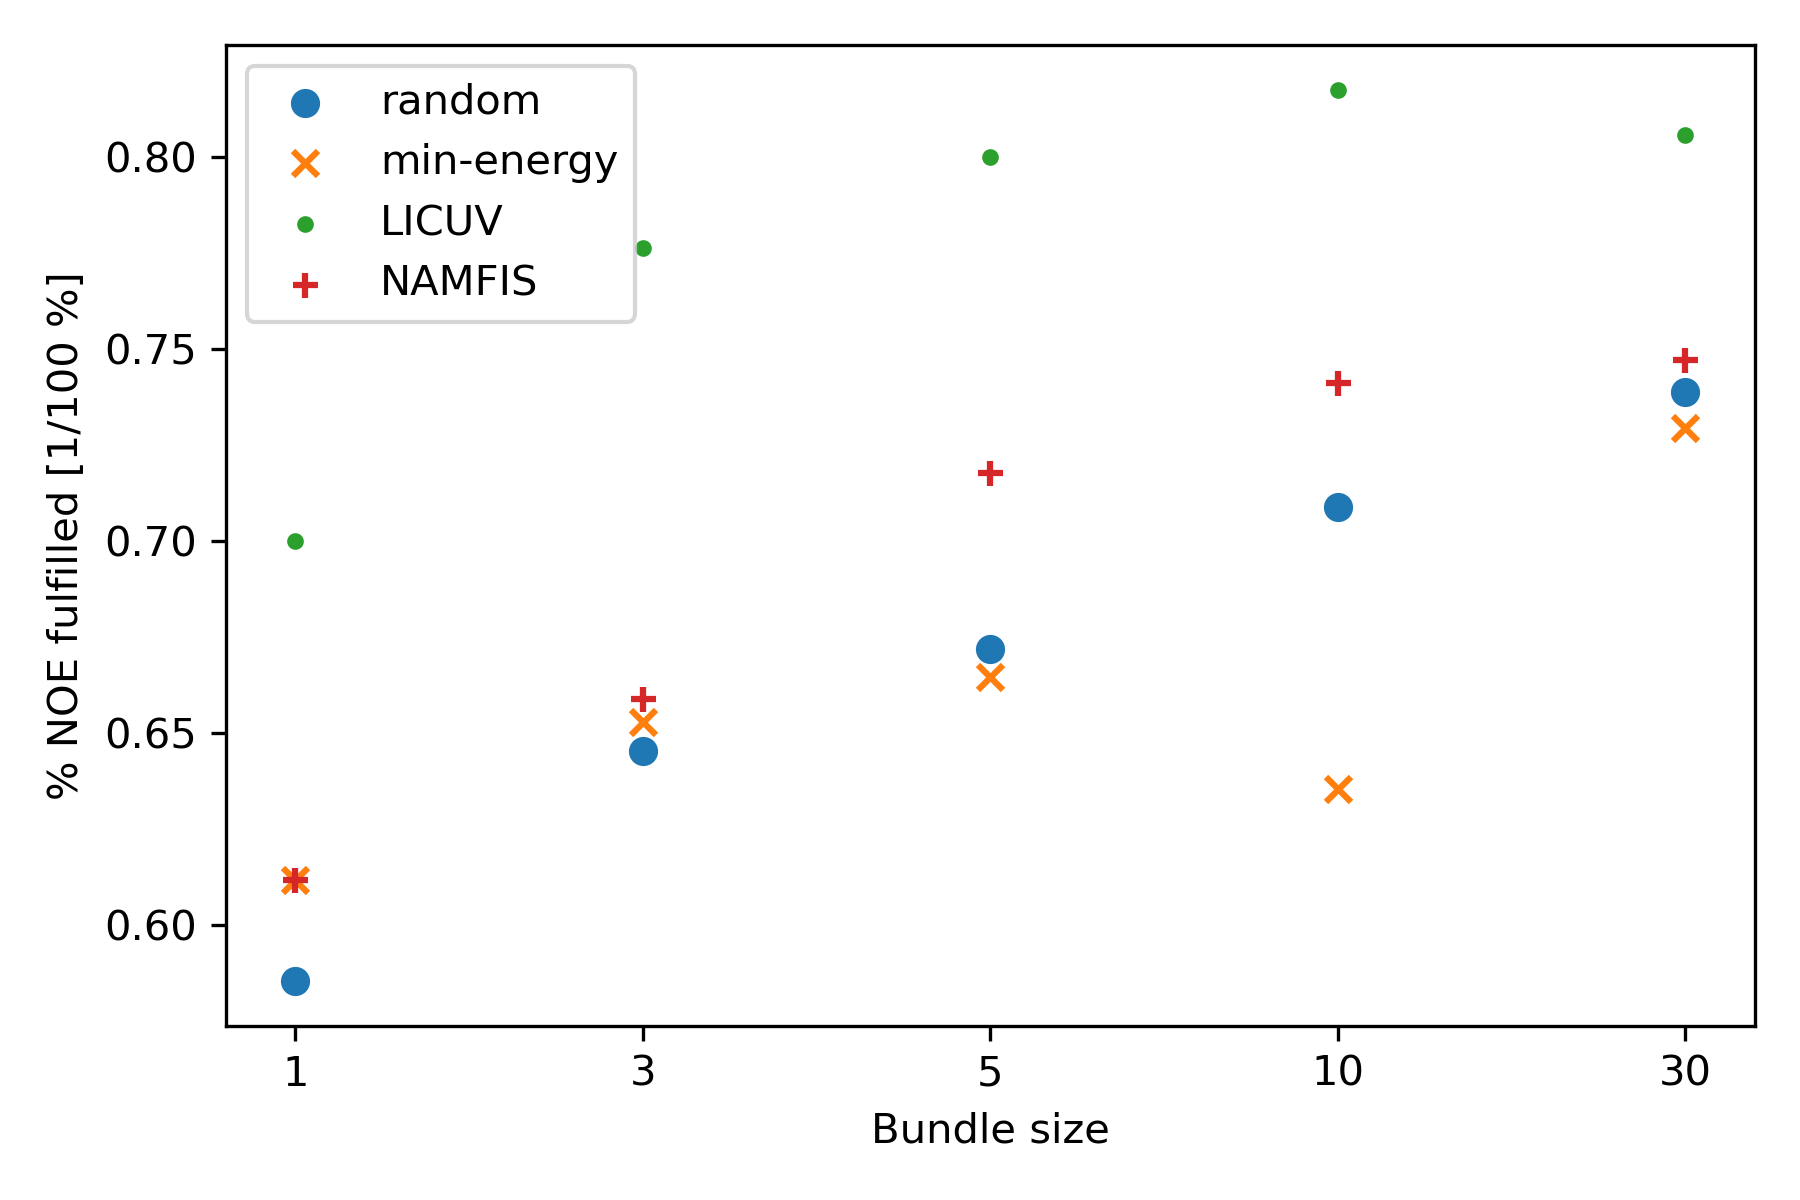 random
min-energy
LICUV
NAMFIS
% NOE fulfilled [1/100 %]
0.80
0.75
0.70
0.65
0.60
1 3 5 10 30
Bundle size